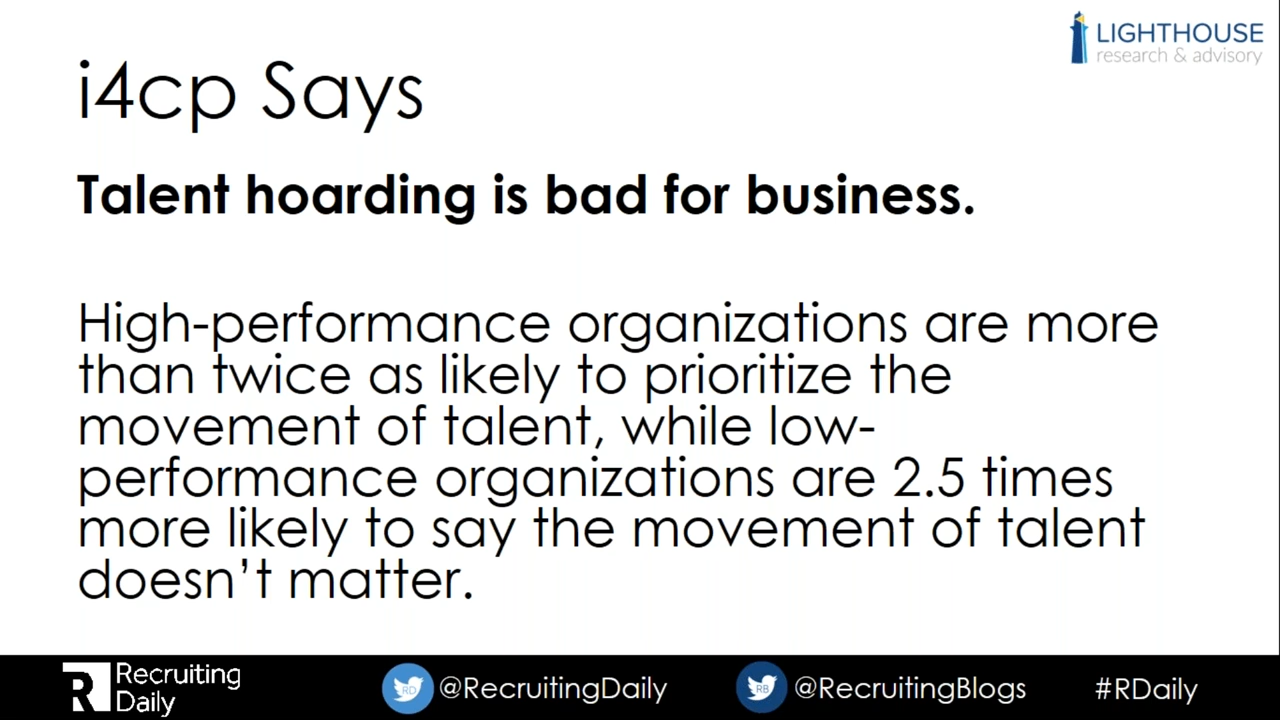 LIGHTHOUSE
research & advisory
i4cp Says
Talent hoarding is bad for business.
High-performance organizations are more
than twice as likely to prioritize the
movement of talent, while low-
performance organizations are 2.5 times
more likely to say the movement of talent
doesn't matter.
R Recruiting
Daily
RD @RecruitingDaily
RB @RecruitingBlogs
#RDaily